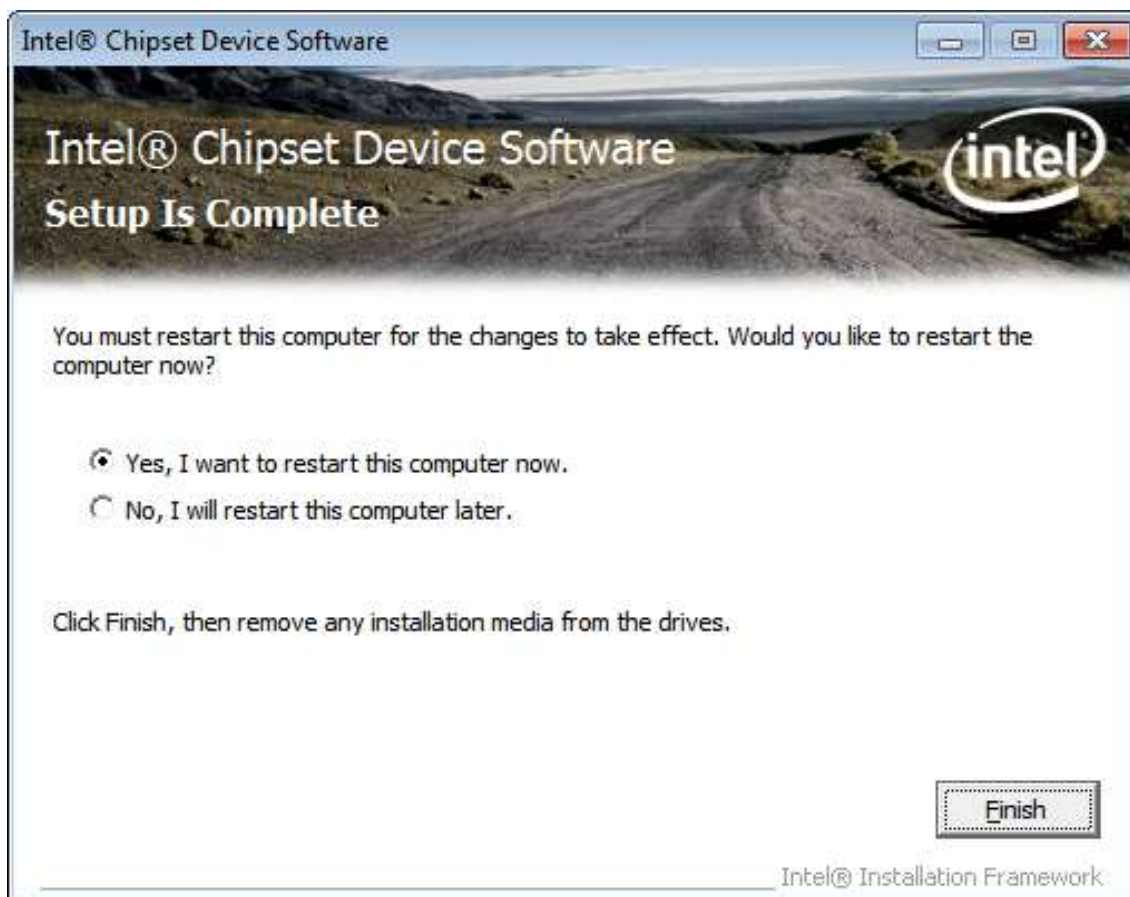 Intel® Chipset Device Software
Intel® Chipset Device Software
intel®
Setup Is Complete
You must restart this computer for the changes to take effect. Would you like to restart the
computer now?
Yes, I want to restart this computer now.
No, I will restart this computer later.
Click Finish, then remove any installation media from the drives.
Finish
Intel® Installation Framework